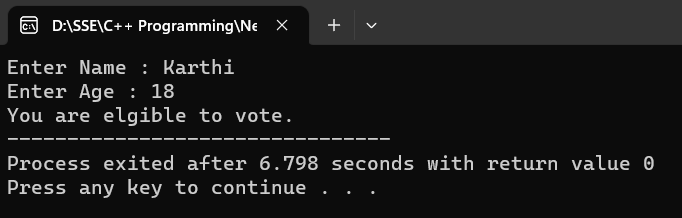 D:\SSE\C++ Programming\Ne
Enter Name : Karthi
Enter Age : 18
You are elgible to vote.
--------------------------------
Process exited after 6.798 seconds with return value 0
Press any key to continue . . .